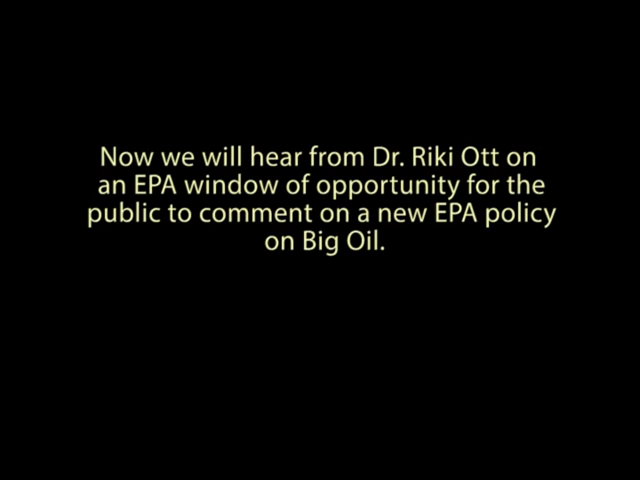 Now we will hear from Dr. Riki Ott on
an EPA window of opportunity for the
public to comment on a new EPA policy
on Big Oil.